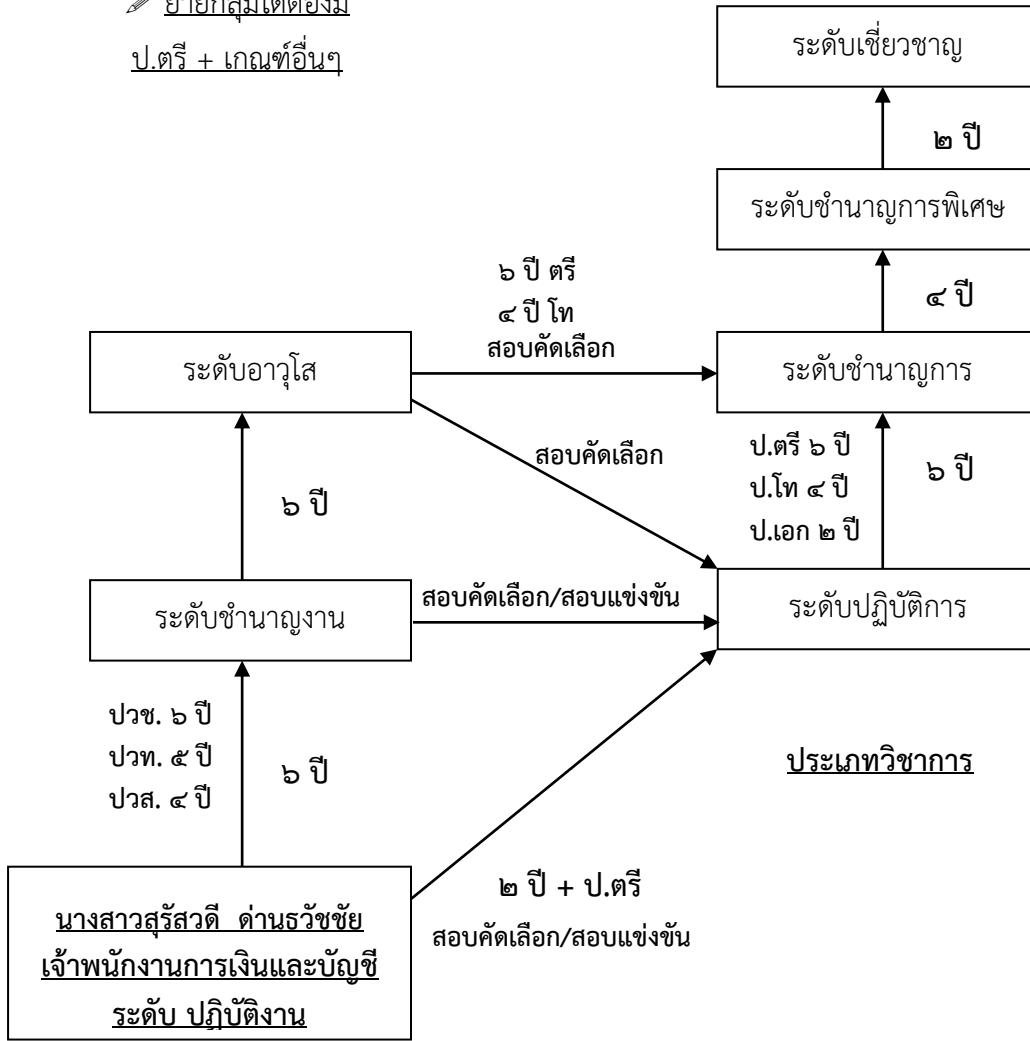 ย้ายกลุ่มได้ต้องมี
ป.ตรี + เกณฑ์อื่นๆ
ระดับเชี่ยวชาญ
๒ ปี
ระดับชำนาญการพิเศษ
๔ ปี
๖ ปี ตรี
๔ ปี โท
สอบคัดเลือก
ระดับอาวุโส
ระดับชำนาญการ
สอบคัดเลือก
ป.ตรี ๖ ปี
ป.โท ๔ ปี
ป.เอก ๒ ปี
๖ ปี
๖ ปี
ระดับชำนาญงาน
สอบคัดเลือก/สอบแข่งขัน
ระดับปฏิบัติการ
ปวช. ๖ ปี
ปวท. ๕ ปี
ปวส. ๔ ปี
๖ ปี
ประเภทวิชาการ
๒ ปี + ป.ตรี
สอบคัดเลือก/สอบแข่งขัน
นางสาวสุรัสวดี ด่านธวัชชัย
เจ้าพนักงานการเงินและบัญชี
ระดับ ปฏิบัติงาน